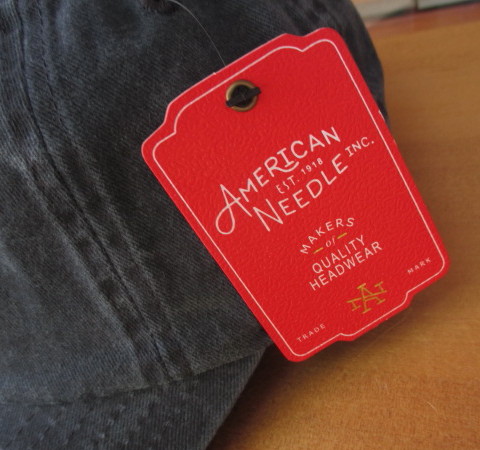 AMERICAN
EST. 1918
NEEDLE INC.
MAKERS
of
QUALITY
HEADWEAR
TRADE MARK